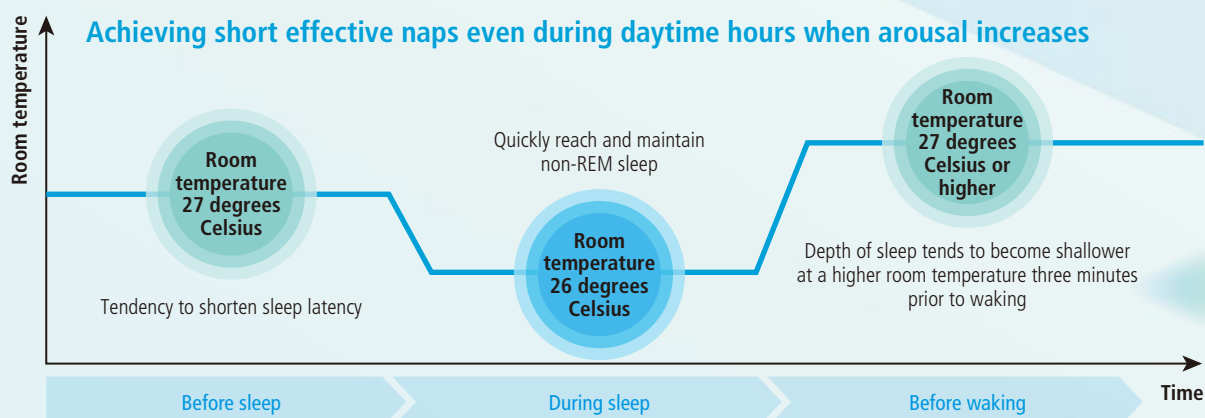 Achieving short effective naps even during daytime hours when arousal increases
Room temperature
Room
temperature
27 degrees
Celsius
Tendency to shorten sleep latency
Quickly reach and maintain
non-REM sleep
Room
temperature
26 degrees
Celsius
Room
temperature
27 degrees
Celsius or
higher
Depth of sleep tends to become shallower
at a higher room temperature three minutes
prior to waking
Time
Before sleep
During sleep
Before waking